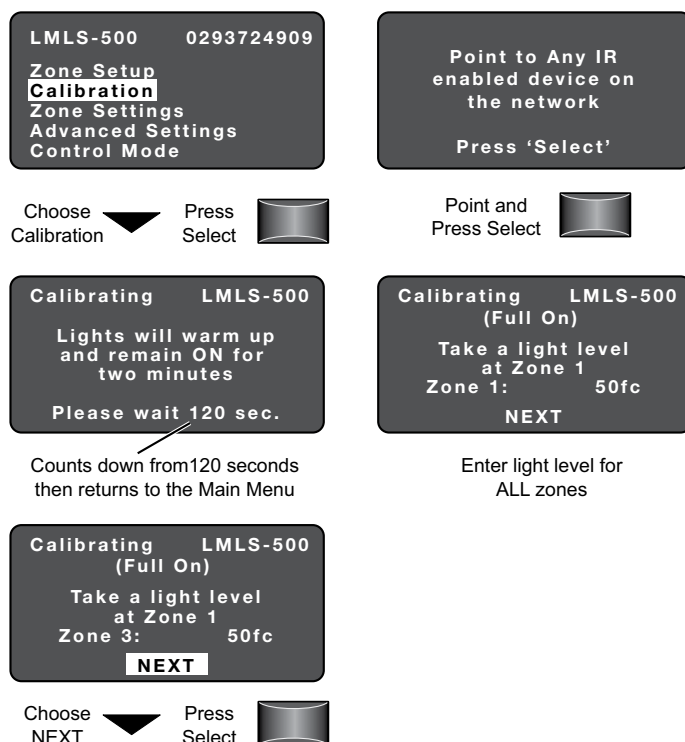 LMLS-500 0293724909
Zone Setup
Calibration
Zone Settings
Advanced Settings
Control Mode
Choose
Calibration
Press
Select
Point to Any IR
enabled device on
the network
Press ‘Select’
Point and
Press Select
Calibrating LMLS-500
Lights will warm up
and remain ON for
two minutes
Please wait 120 sec.
Counts down from120 seconds
then returns to the Main Menu
Calibrating LMLS-500
(Full On)
Take a light level
at Zone 1
Zone 1: 50fc
NEXT
Enter light level for
ALL zones
Calibrating LMLS-500
(Full On)
Take a light level
at Zone 1
Zone 3: 50fc
NEXT
Choose
NEXT
Press
Select